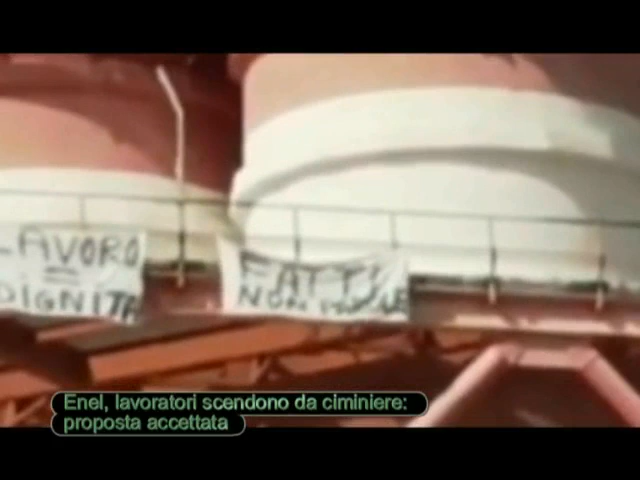 LAVORO
=
DIGNITA
FATTI
NON
Enel, lavoratori scendono da ciminiere:
proposta accettata